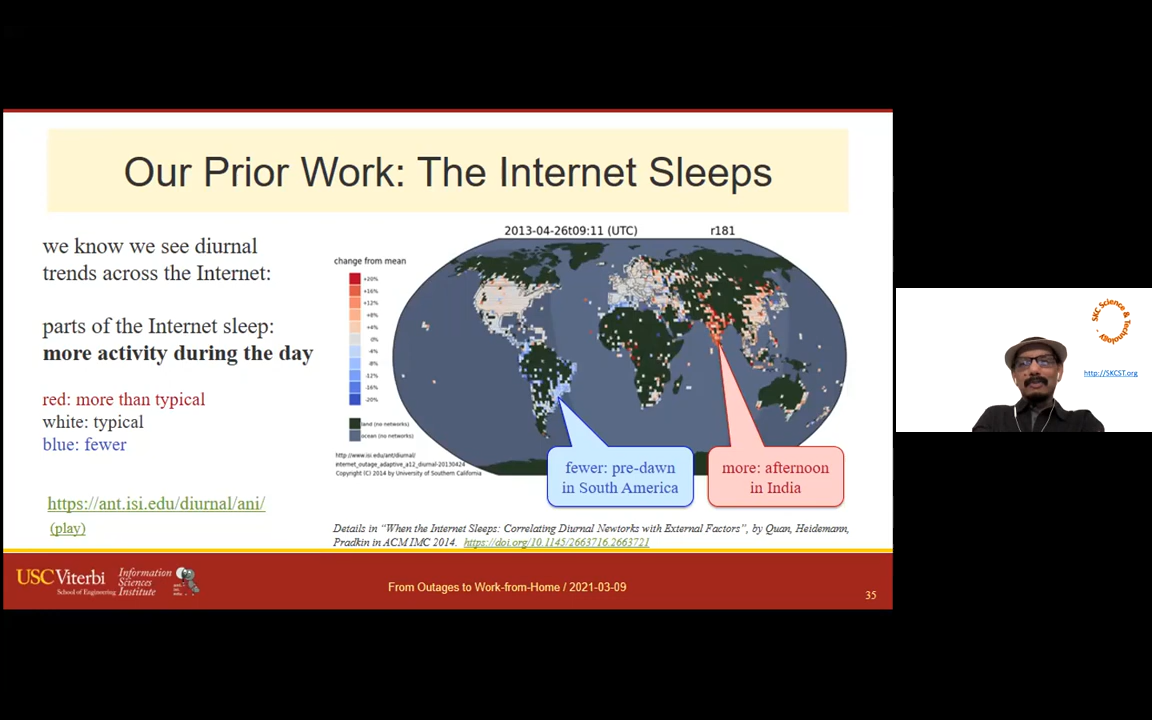 Our Prior Work: The Internet Sleeps
we know we see diurnal
trends across the Internet:
parts of the Internet sleep:
more activity during the day
red: more than typical
white: typical
blue: fewer
https://ant.isi.edu/diurnal/ani/
(play)
2013-04-26t09:11 (UTC)
r181
change from mean
+20%
+16%
+12%
+8%
+4%
0%
-4%
-8%
-12%
-16%
-20%
land (no networks)
ocean (no networks)
http://www.isi.edu/ant/diurnal/
internet_outage_adaptive_a12_diurnal-20130424
Copyright (C) 2014 by University of Southern California
fewer: pre-dawn
in South America
more: afternoon
in India
Details in “When the Internet Sleeps: Correlating Diurnal Newtorks with External Factors”, by Quan, Heidemann,
Pradkin in ACM IMC 2014. https://doi.org/10.1145/2663716.2663721
USC Viterbi
School of Engineering
Information
Sciences
Institute
From Outages to Work-from-Home / 2021-03-09
35
SKC Science & Technology
http://SKCST.org